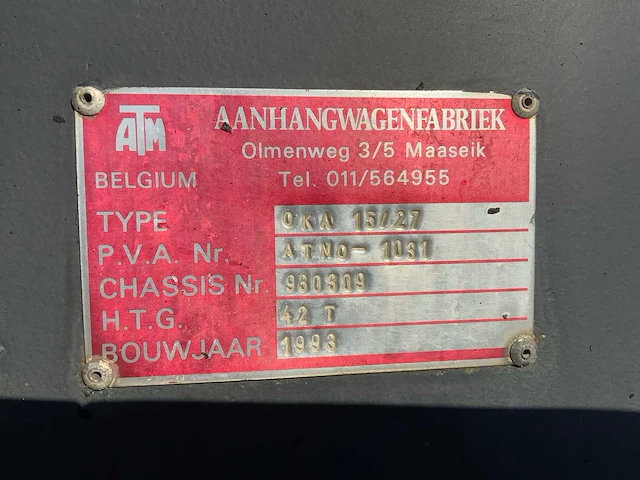 ATM
AANHANGWAGENFABRIEK
Olmenweg 3/5 Maaseik
BELGIUM Tel. 011/564955
TYPE OKA 15/27
P.V.A. Nr. ATNO-1031
CHASSIS Nr. 930309
H.T.G. 42 T
BOUWJAAR 1993